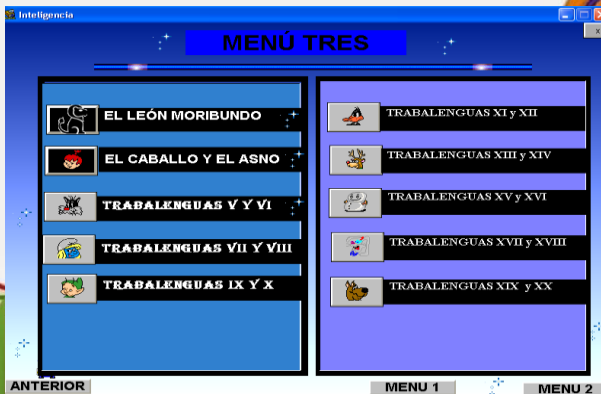 Inteligencia
x
MENÚ TRES
EL LEÓN MORIBUNDO
EL CABALLO Y EL ASNO
TRABALENGUAS V Y VI
TRABALENGUAS VII Y VIII
TRABALENGUAS IX Y X
TRABALENGUAS XI y XII
TRABALENGUAS XIII y XIV
TRABALENGUAS XV y XVI
TRABALENGUAS XVII y XVIII
TRABALENGUAS XIX y XX
ANTERIOR
MENU 1
MENU 2